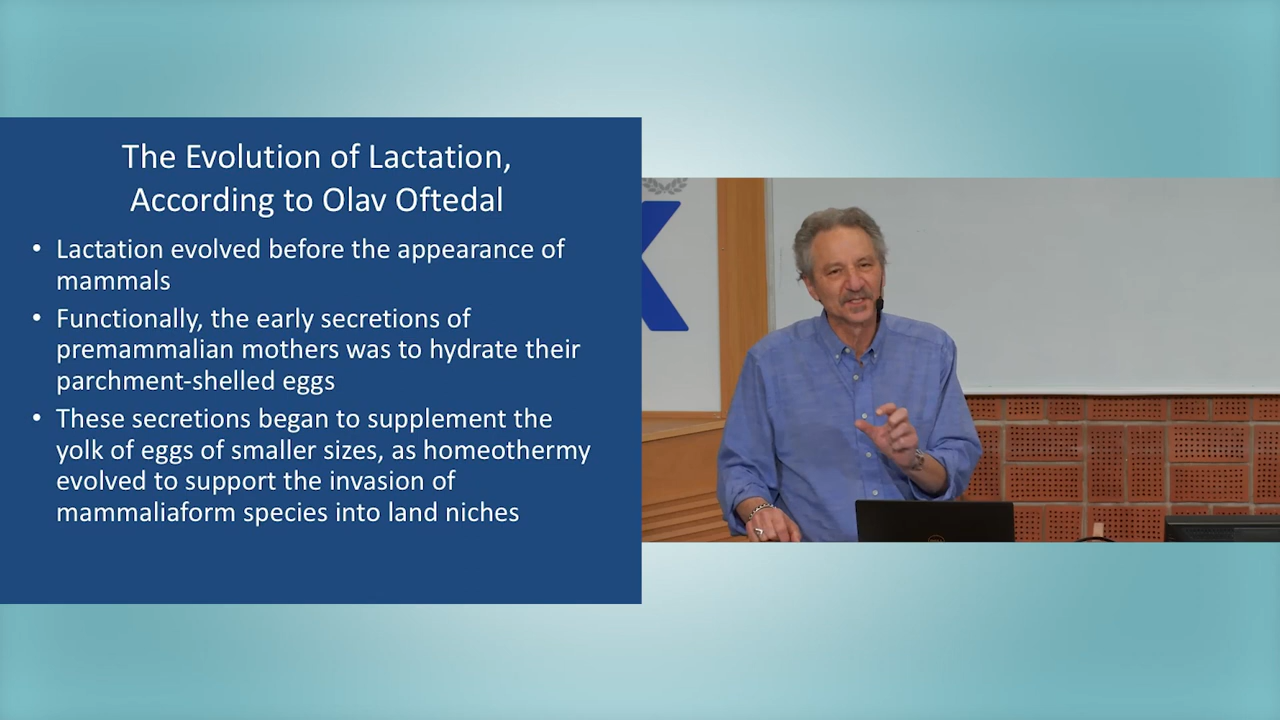 The Evolution of Lactation,
According to Olav Oftedal
• Lactation evolved before the appearance of
mammals
• Functionally, the early secretions of
premammalian mothers was to hydrate their
parchment-shelled eggs
• These secretions began to supplement the
yolk of eggs of smaller sizes, as homeothermy
evolved to support the invasion of
mammaliaform species into land niches